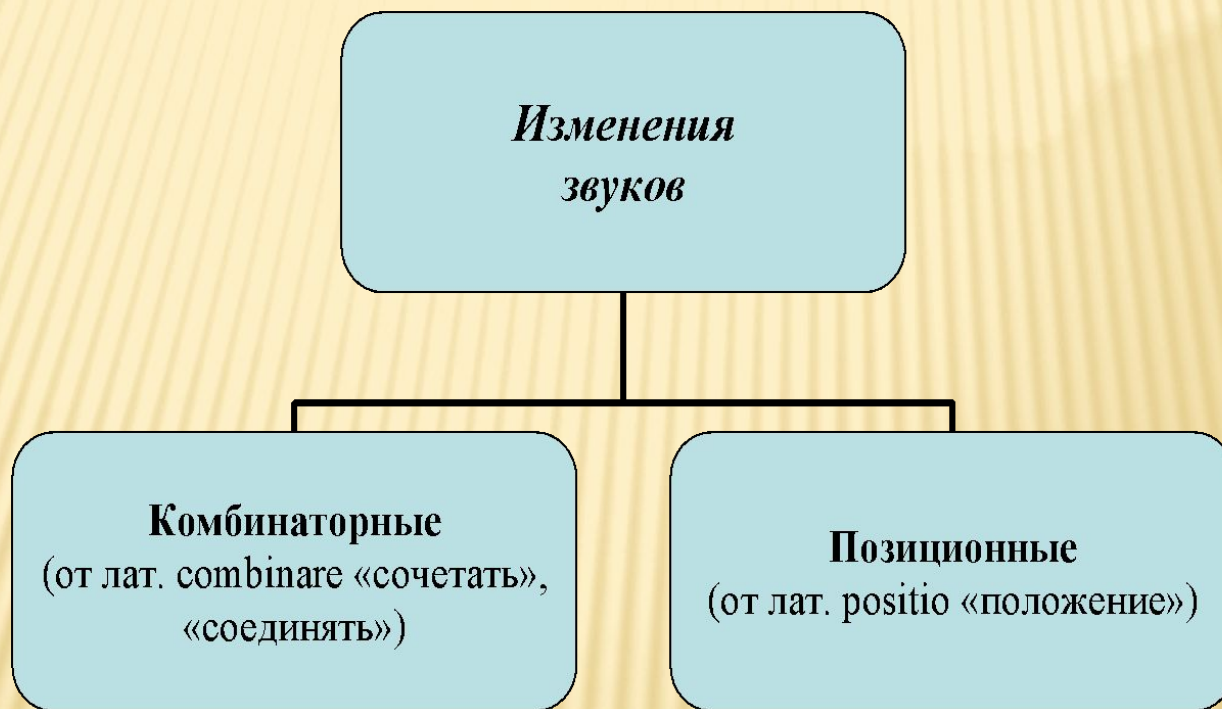 Изменения
звуков
Комбинаторные
(от лат. combinare «сочетать»,
«соединять»)
Позиционные
(от лат. positio «положение»)